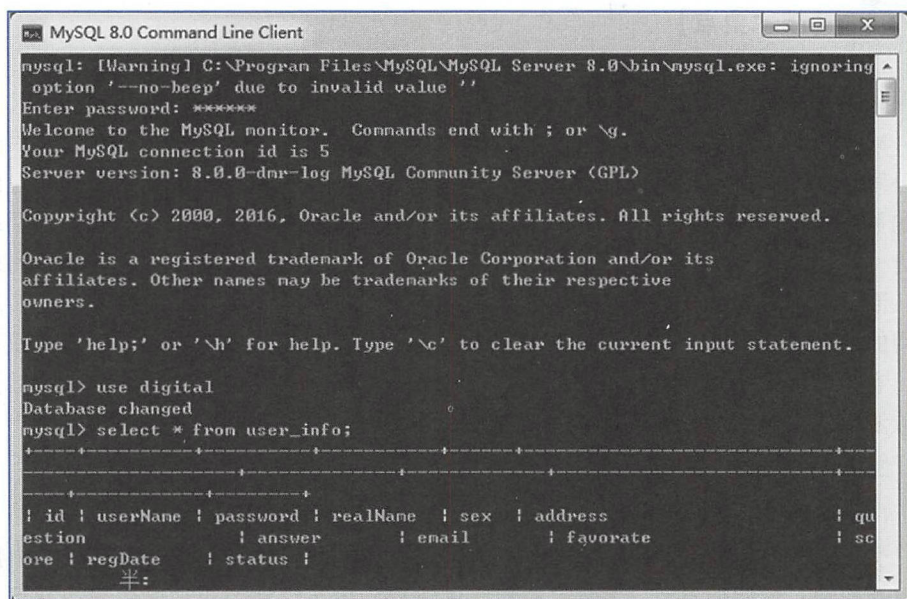 MySQL 8.0 Command Line Client
mysql: [Warning] C:\Program Files\MySQL\MySQL Server 8.0\bin\mysql.exe: ignoring
option '--no-beep' due to invalid value ''
Enter password: ******
Welcome to the MySQL monitor.  Commands end with ; or \g.
Your MySQL connection id is 5
Server version: 8.0.0-dmr-log MySQL Community Server (GPL)
Copyright (c) 2000, 2016, Oracle and/or its affiliates. All rights reserved.
Oracle is a registered trademark of Oracle Corporation and/or its
affiliates. Other names may be trademarks of their respective
owners.
Type 'help;' or '\h' for help. Type '\c' to clear the current input statement.
mysql> use digital
Database changed
mysql> select * from user_info;
| id | userName | password | realName | sex | address | qu
estion | answer | email | favorate | sc
ore | regDate | status |
半: